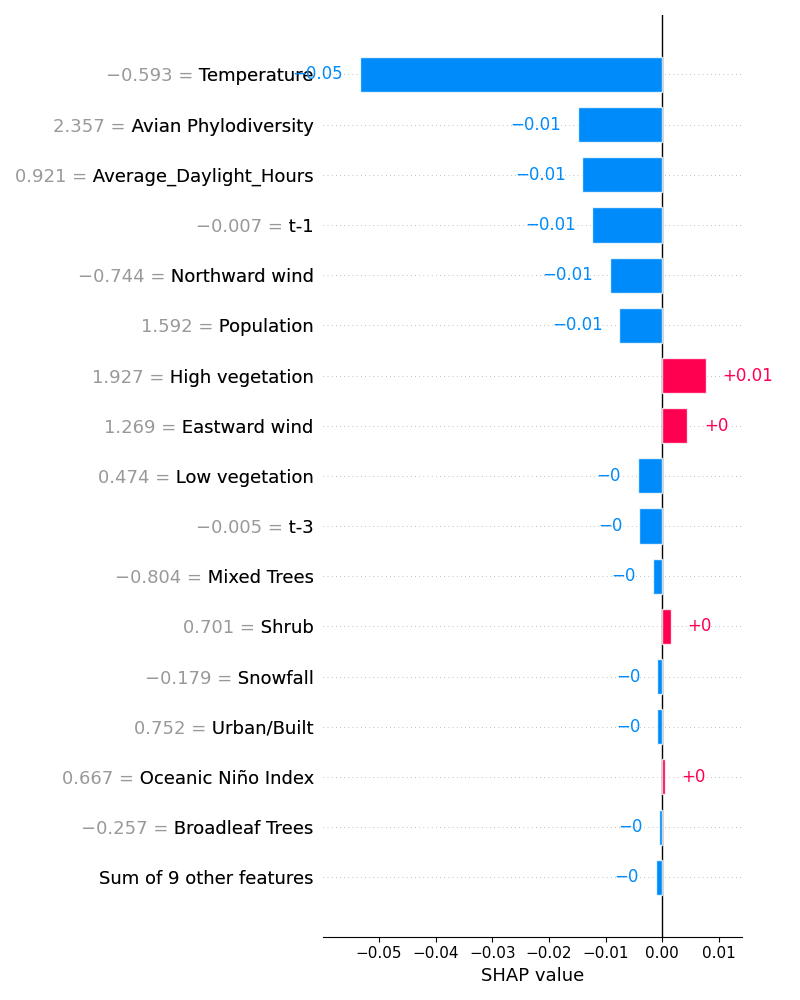 −0.593 = Temperature −0.05
2.357 = Avian Phylodiversity −0.01
0.921 = Average_Daylight_Hours −0.01
−0.007 = t-1 −0.01
−0.744 = Northward wind −0.01
1.592 = Population −0.01
1.927 = High vegetation +0.01
1.269 = Eastward wind +0
0.474 = Low vegetation −0
−0.005 = t-3 −0
−0.804 = Mixed Trees −0
0.701 = Shrub +0
−0.179 = Snowfall −0
0.752 = Urban/Built −0
0.667 = Oceanic Niño Index +0
−0.257 = Broadleaf Trees −0
Sum of 9 other features −0
−0.05 −0.04 −0.03 −0.02 −0.01 0.00 0.01
SHAP value